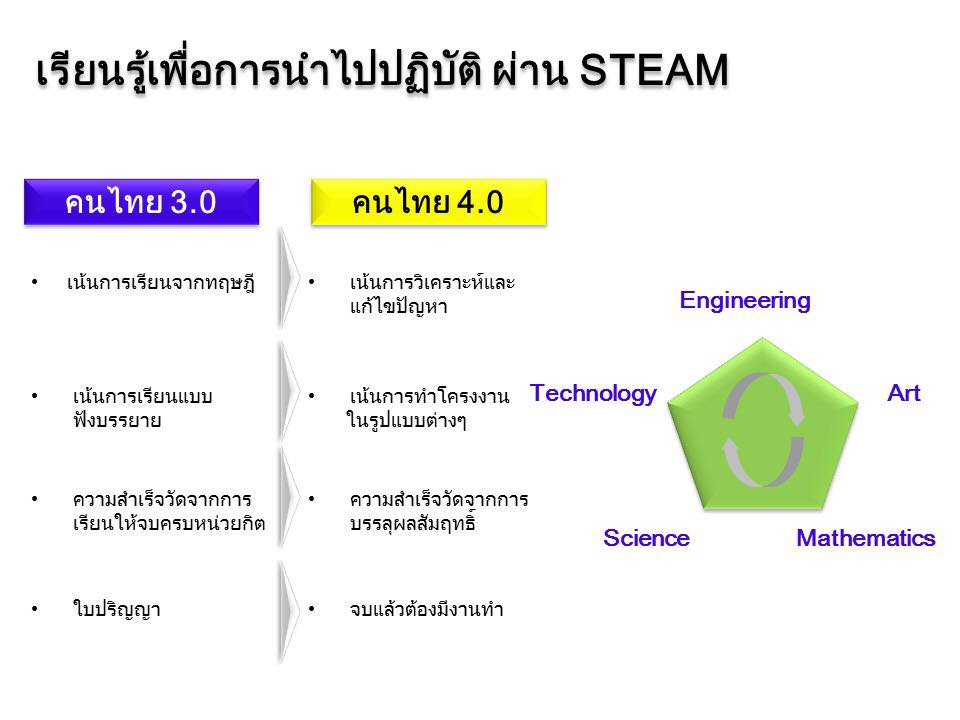 เรียนรู้เพื่อการนำไปปฏิบัติ ผ่าน STEAM
คนไทย 3.0
คนไทย 4.0
• เน้นการเรียนจากทฤษฎี
• เน้นการวิเคราะห์และ
แก้ไขปัญหา
• เน้นการเรียนแบบ
ฟังบรรยาย
• เน้นการทำโครงงาน
ในรูปแบบต่างๆ
• ความสำเร็จวัดจากการ
เรียนให้จบครบหน่วยกิต
• ความสำเร็จวัดจากการ
บรรลุผลสัมฤทธิ์
• ใบปริญญา
• จบแล้วต้องมีงานทำ
Engineering
Technology
Art
Science
Mathematics